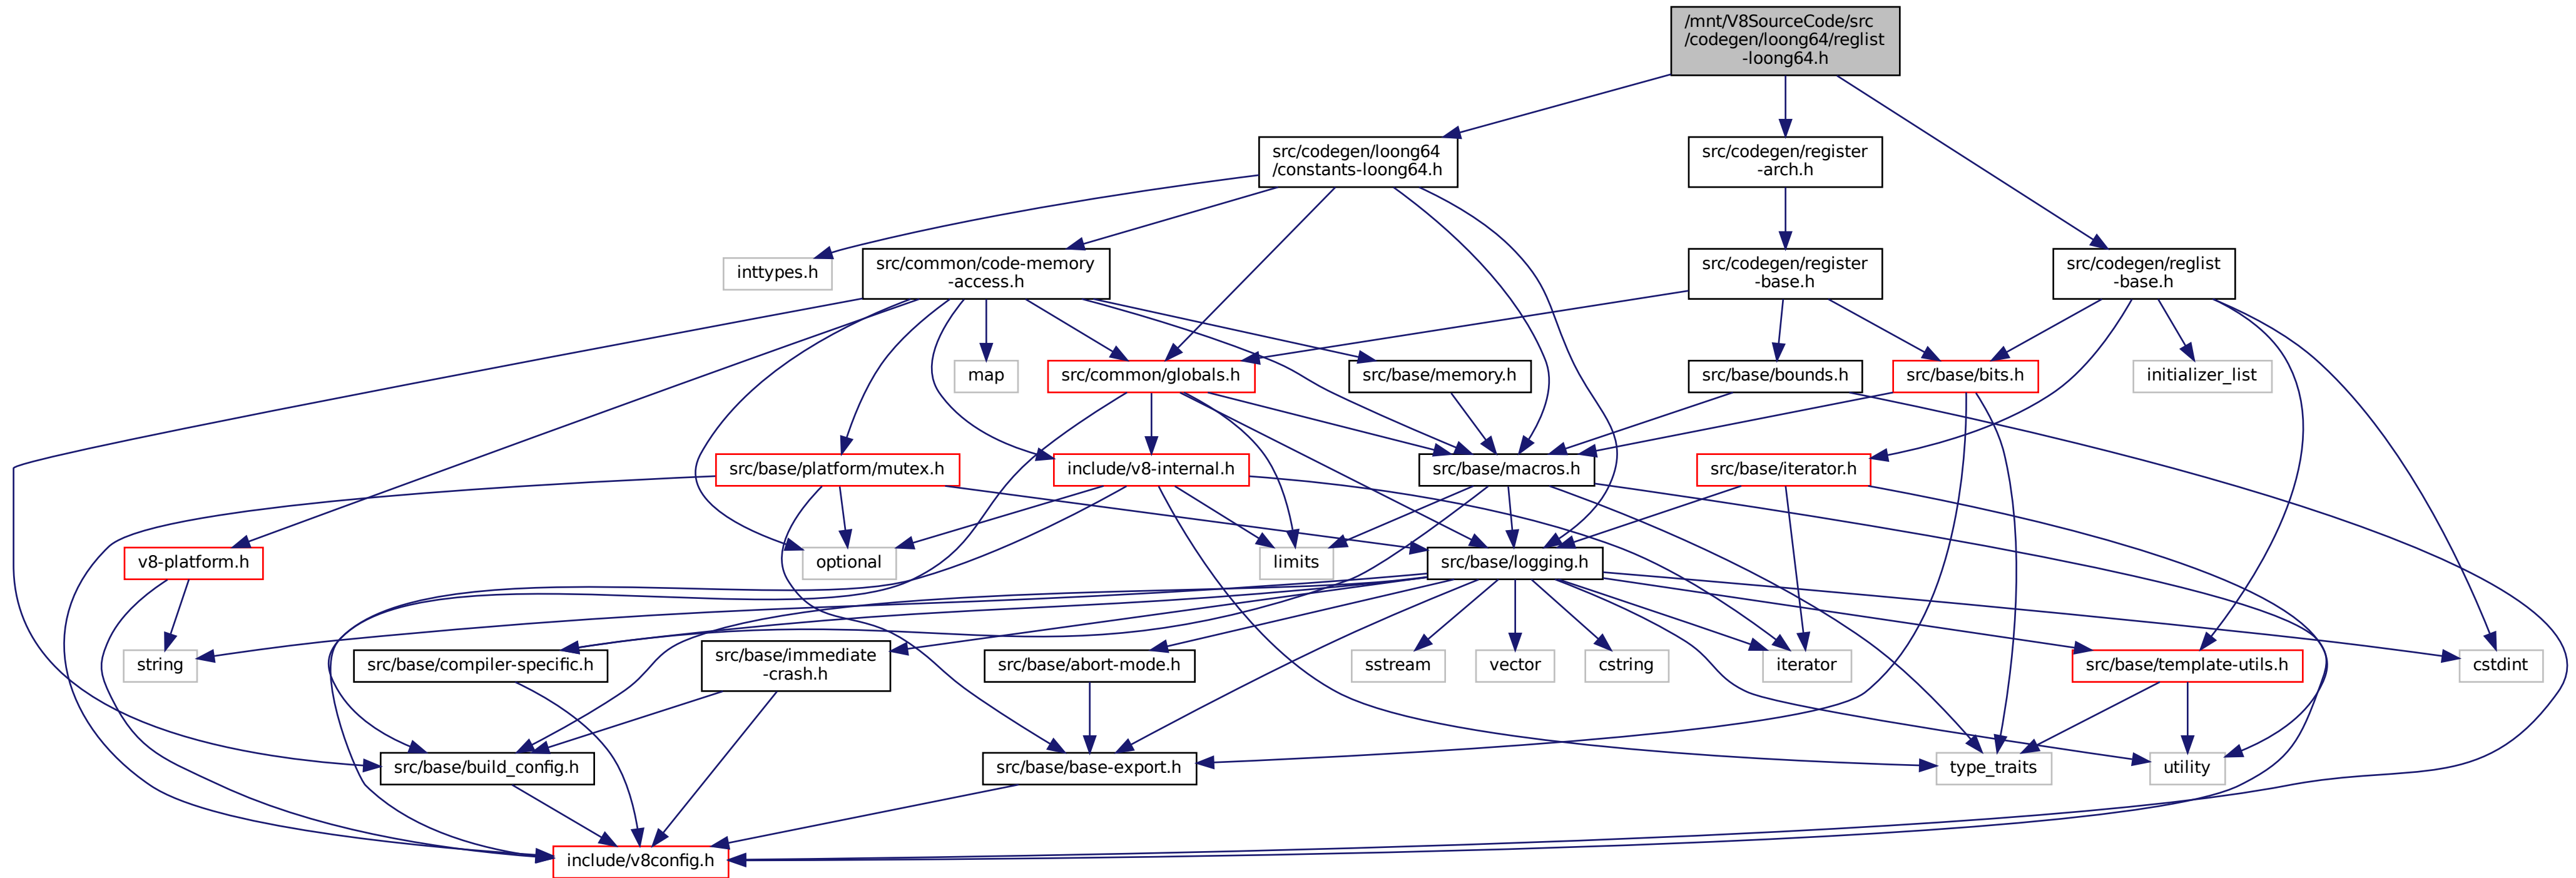 /mnt/V8SourceCode/src
/codegen/loong64/reglist
-loong64.h
src/codegen/loong64
/constants-loong64.h
src/codegen/register
-arch.h
inttypes.h
src/common/code-memory
-access.h
src/codegen/register
-base.h
src/codegen/reglist
-base.h
map
src/common/globals.h
src/base/memory.h
src/base/bounds.h
src/base/bits.h
initializer_list
src/base/platform/mutex.h
include/v8-internal.h
src/base/macros.h
src/base/iterator.h
v8-platform.h
optional
limits
src/base/logging.h
string
src/base/compiler-specific.h
src/base/immediate
-crash.h
src/base/abort-mode.h
sstream
vector
cstring
iterator
src/base/template-utils.h
cstdint
src/base/build_config.h
src/base/base-export.h
type_traits
utility
include/v8config.h